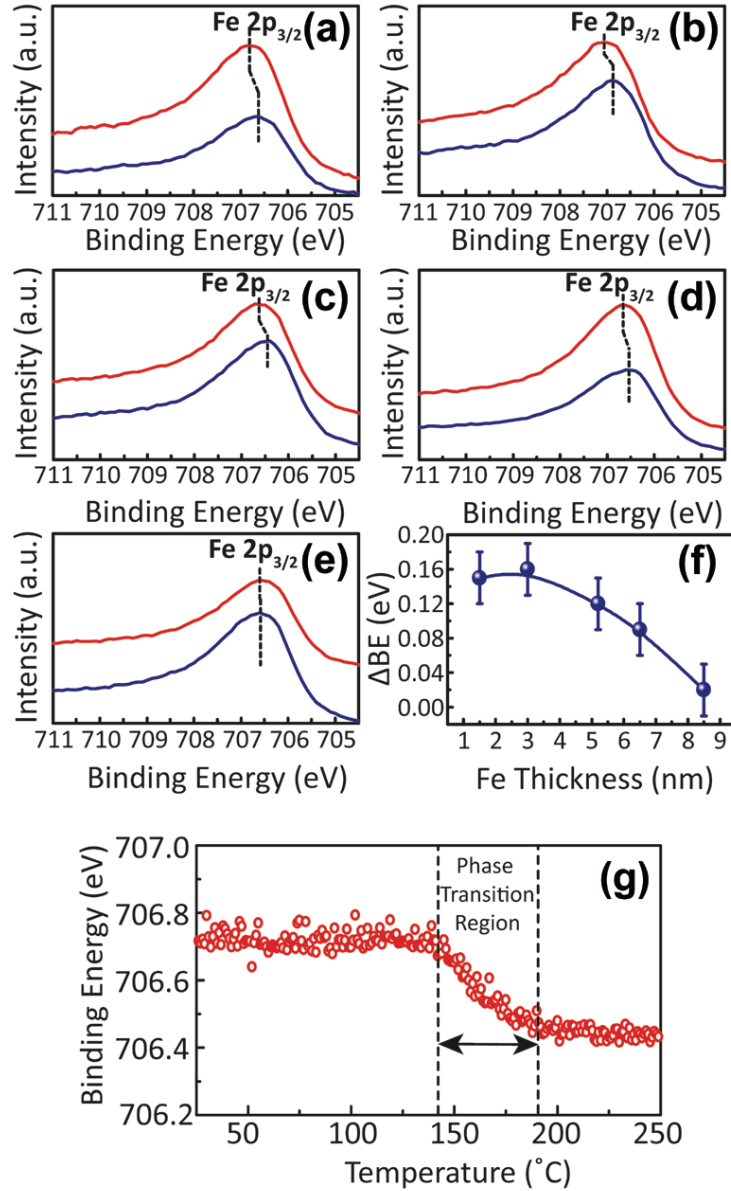 Fe 2p3/2 (a)
Intensity (a.u.)
711 710 709 708 707 706 705
Binding Energy (eV)
Fe 2p3/2 (b)
Intensity (a.u.)
711 710 709 708 707 706 705
Binding Energy (eV)
Fe 2p3/2 (c)
Intensity (a.u.)
711 710 709 708 707 706 705
Binding Energy (eV)
Fe 2p3/2 (d)
Intensity (a.u.)
711 710 709 708 707 706 705
Binding Energy (eV)
Fe 2p3/2 (e)
Intensity (a.u.)
711 710 709 708 707 706 705
Binding Energy (eV)
(f)
ΔBE (eV)
0.20
0.16
0.12
0.08
0.04
0.00
1 2 3 4 5 6 7 8 9
Fe Thickness (nm)
(g)
Binding Energy (eV)
707.0
706.8
706.6
706.4
706.2
Phase
Transition
Region
50 100 150 200 250
Temperature (˚C)